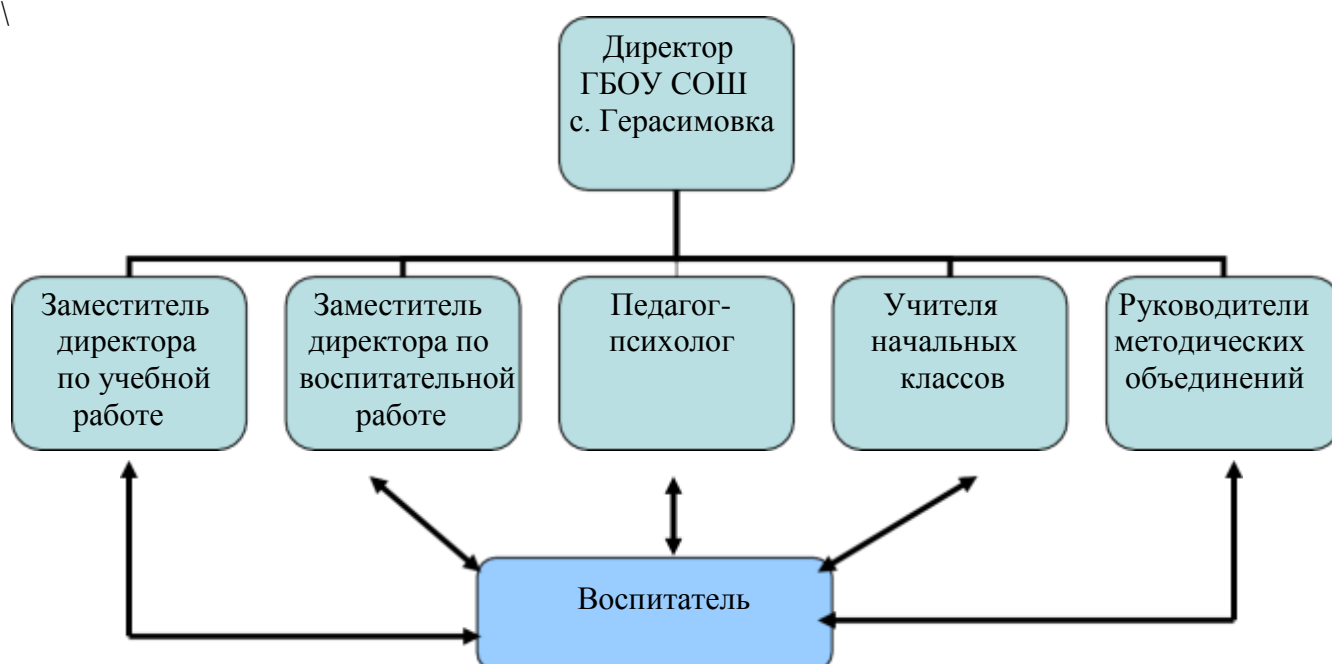 \
Директор
ГБОУ СОШ
с. Герасимовка
Заместитель
директора
по учебной
работе
Заместитель
директора по
воспитательной
работе
Педагог-
психолог
Учителя
начальных
классов
Руководители
методических
объединений
Воспитатель